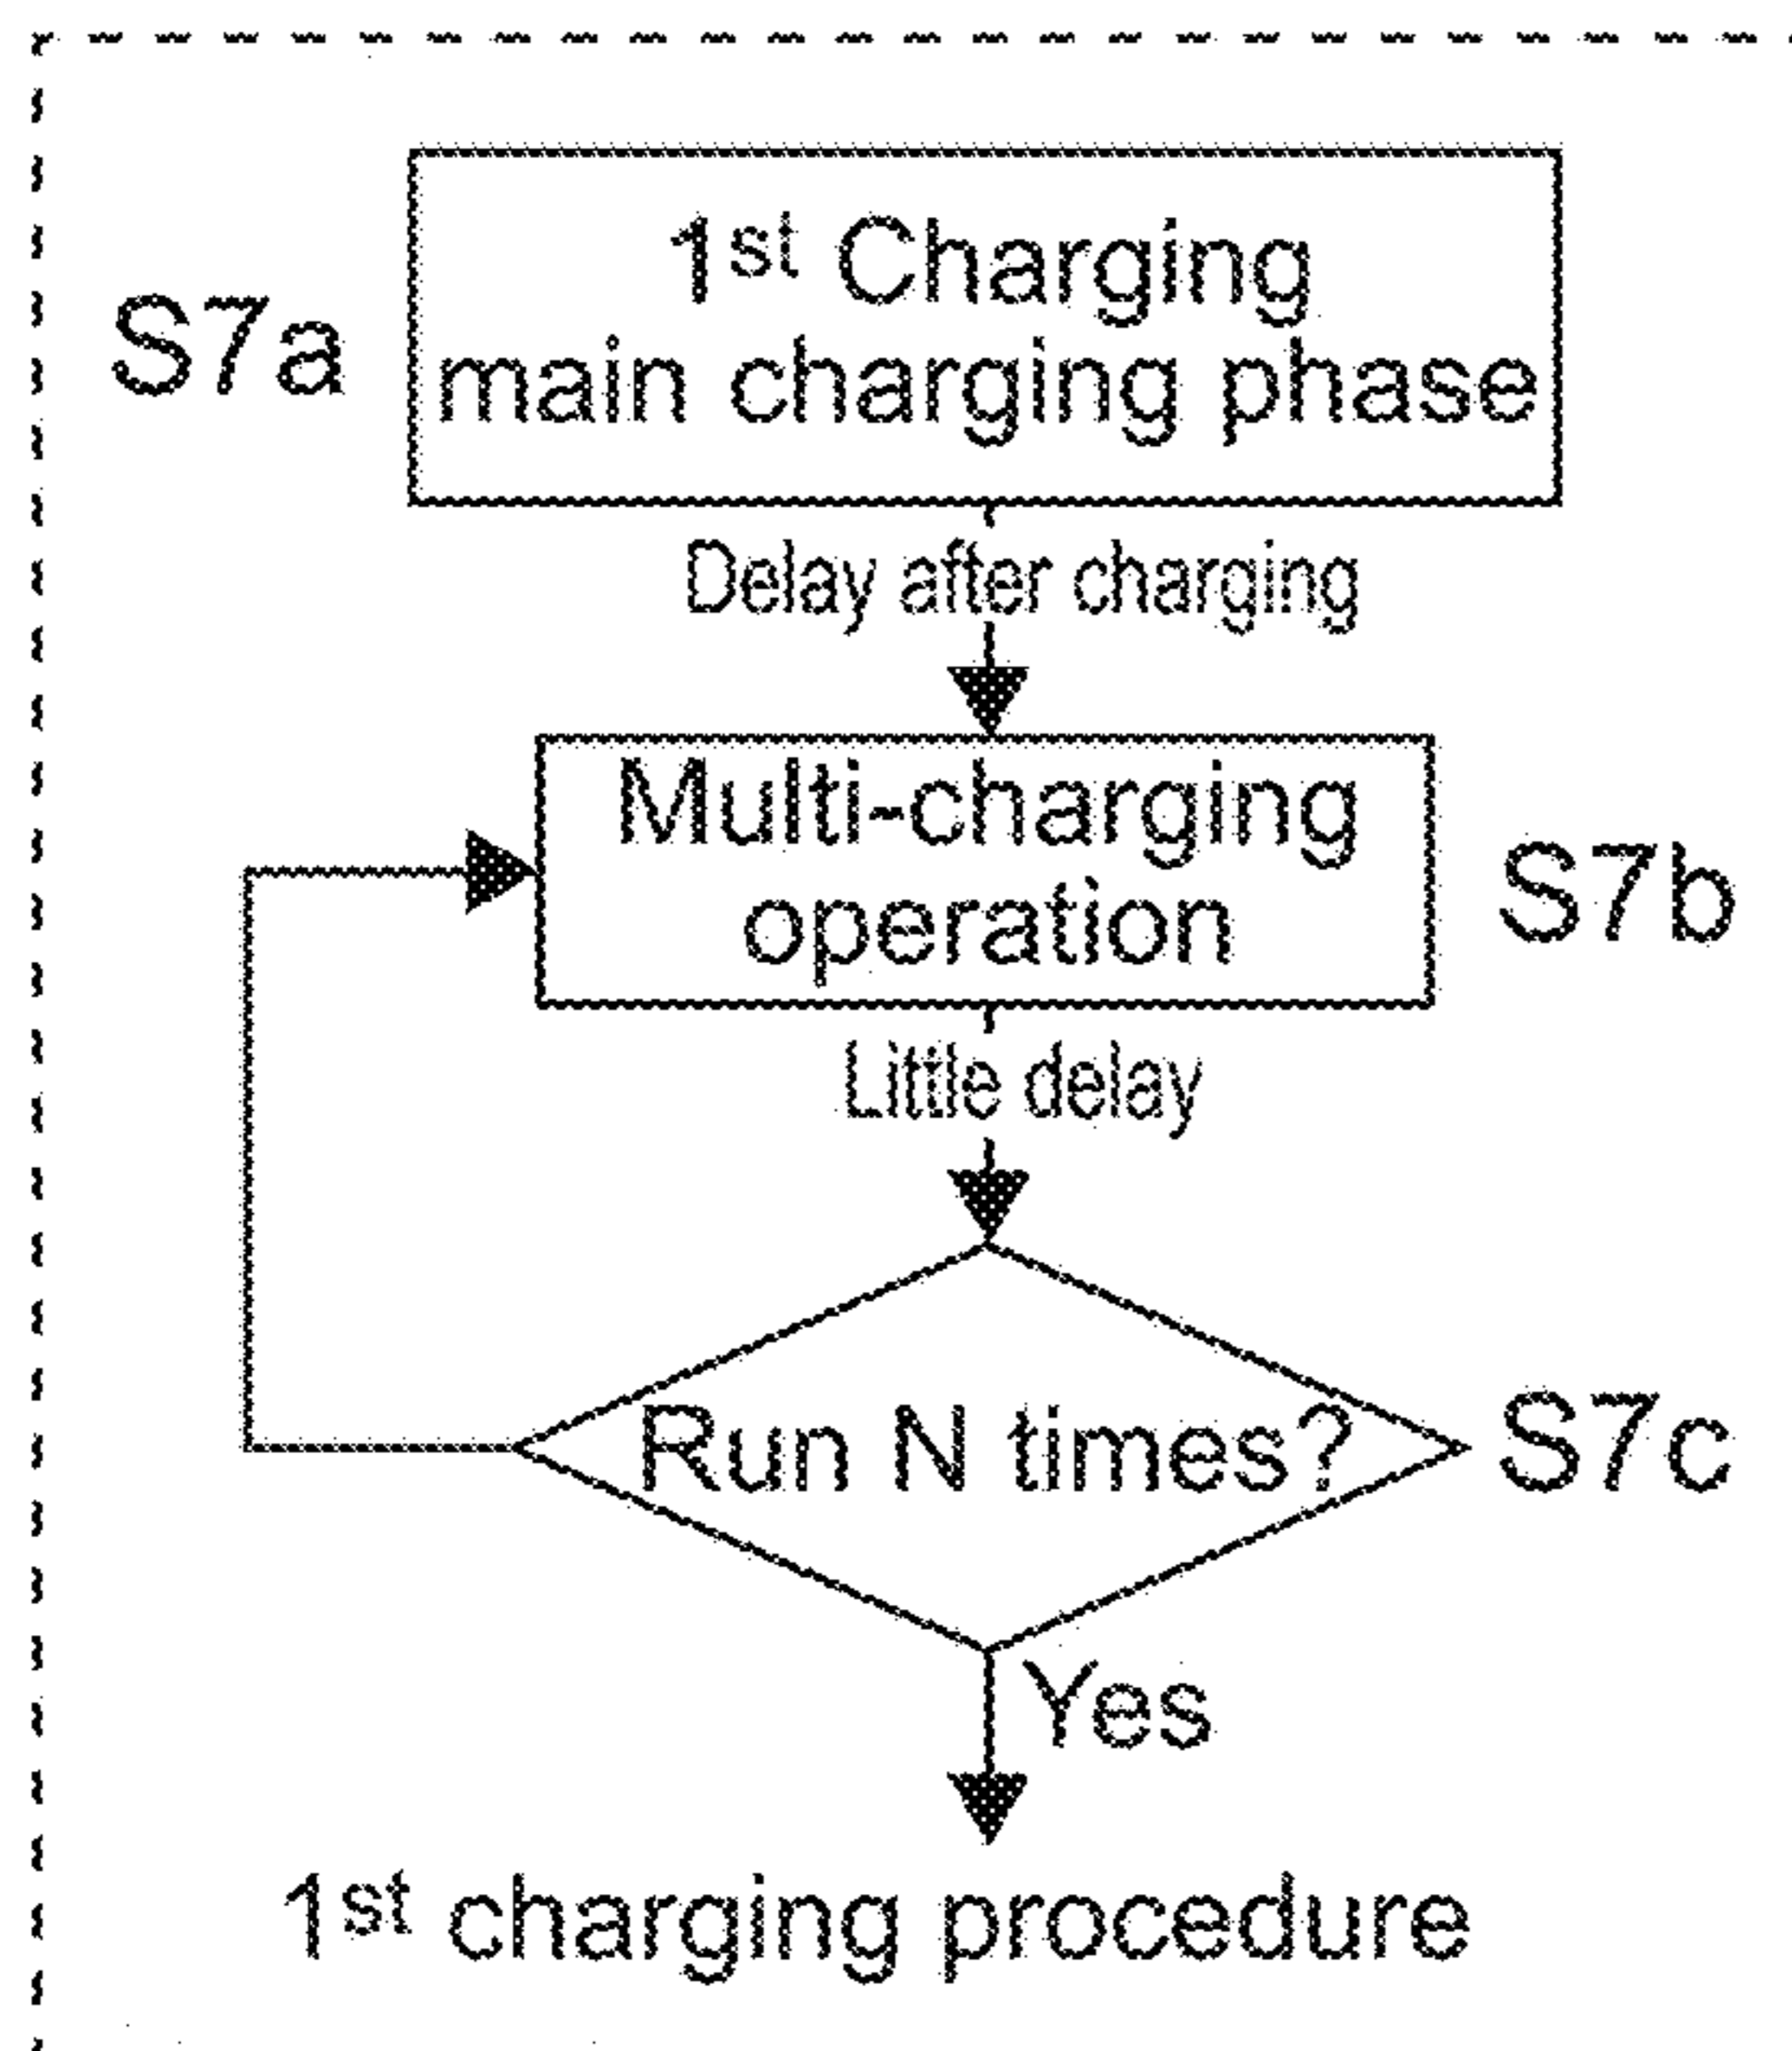 1st Charging
main charging phase
S7a
Delay after charging
Multi-charging
operation
S7b
Little delay
Run N times?
S7c
Yes
1st charging procedure